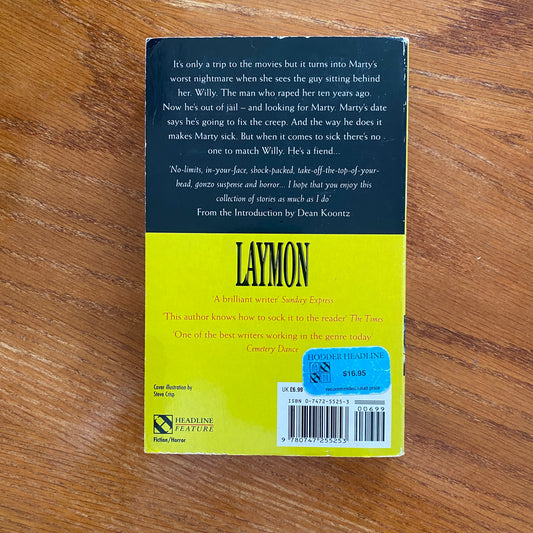 It's only a trip to the movies but it turns into Marty's
worst nightmare when she sees the guy sitting behind
her. Willy. The man who raped her ten years ago.
Now he's out of jail – and looking for Marty. Marty's date
says he's going to fix the creep. And the way he does it
makes Marty sick. But when it comes to sick there's no
one to match Willy. He's a fiend...
'No-limits, in-your-face, shock-packed, take-off-the-top-of-your-
head, gonzo suspense and horror... I hope that you enjoy this
collection of stories as much as I do'
From the Introduction by Dean Koontz
LAYMON
'A brilliant writer' Sunday Express
'This author knows how to sock it to the reader' The Times
'One of the best writers working in the genre today'
Cemetery Dance
HODDER HEADLINE
$16.95
recommended retail price
Cover illustration by
Steve Crisp
UK £6.99
ISBN 0-7472-5525-3
00699
9 780747 255253
HEADLINE
FEATURE
Fiction/Horror